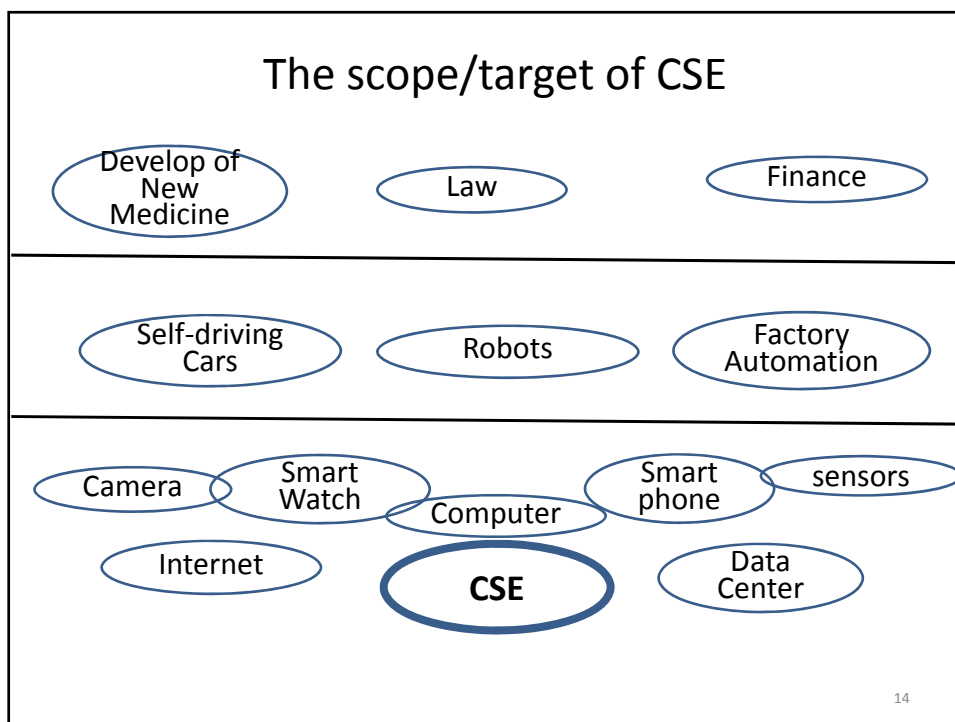 The scope/target of CSE
Develop of
New
Medicine
Law
Finance
Self-driving
Cars
Robots
Factory
Automation
Camera
Smart
Watch
Computer
Smart
phone
sensors
Internet
CSE
Data
Center
14